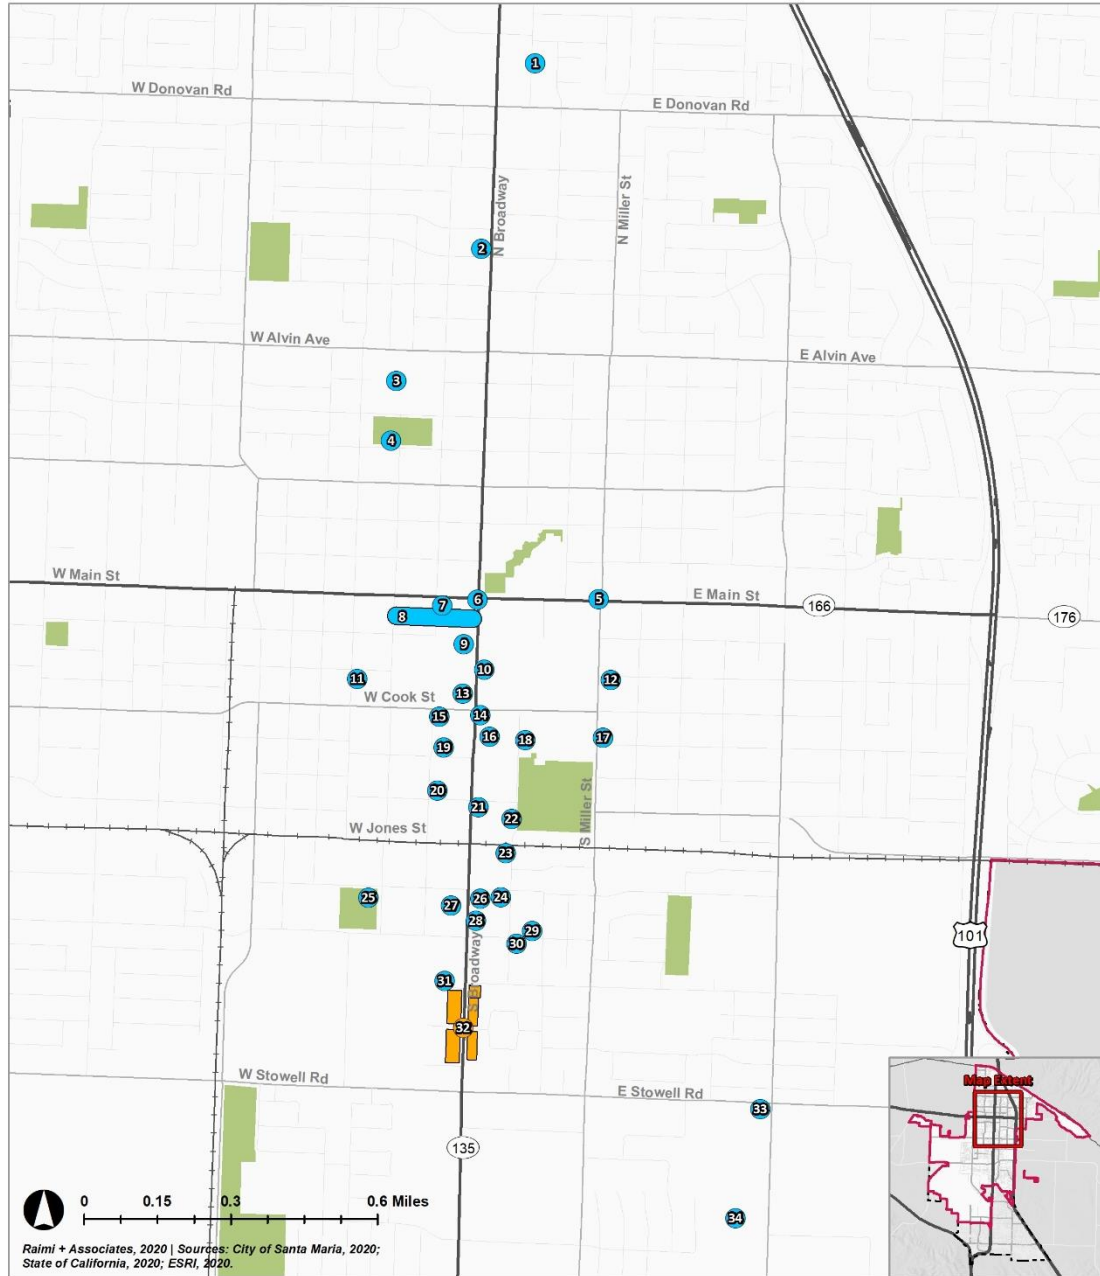 1
W Donovan Rd
E Donovan Rd
N Broadway
N Miller St
2
W Alvin Ave
E Alvin Ave
3
4
W Main St
E Main St
5
6
7
8
166
176
9
10
11
12
W Cook St
13
14
15
16
17
18
19
20
21
22
S Miller St
W Jones St
23
24
25
26
27
28
29
30
S Broadway
101
31
32
W Stowell Rd
E Stowell Rd
33
135
34
Map Extent
0 0.15 0.3 0.6 Miles
Raimi + Associates, 2020 | Sources: City of Santa Maria, 2020;
State of California, 2020; ESRI, 2020.